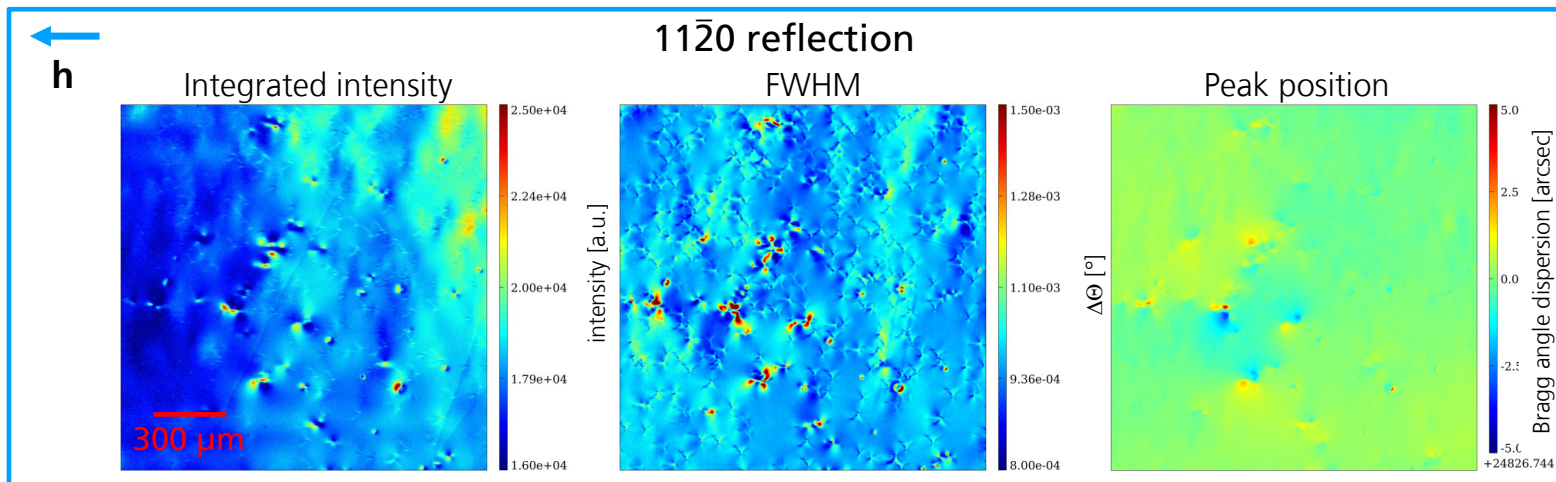 11̄2̄0 reflection
h
Integrated intensity
FWHM
Peak position
2.50e+04
2.24e+04
2.00e+04
1.79e+04
1.60e+04
intensity [a.u.]
1.50e-03
1.28e-03
1.10e-03
9.36e-04
8.00e-04
ΔΘ [°]
5.0
2.5
0.0
-2.5
-5.0
+24826.744
Bragg angle dispersion [arcsec]
300 µm